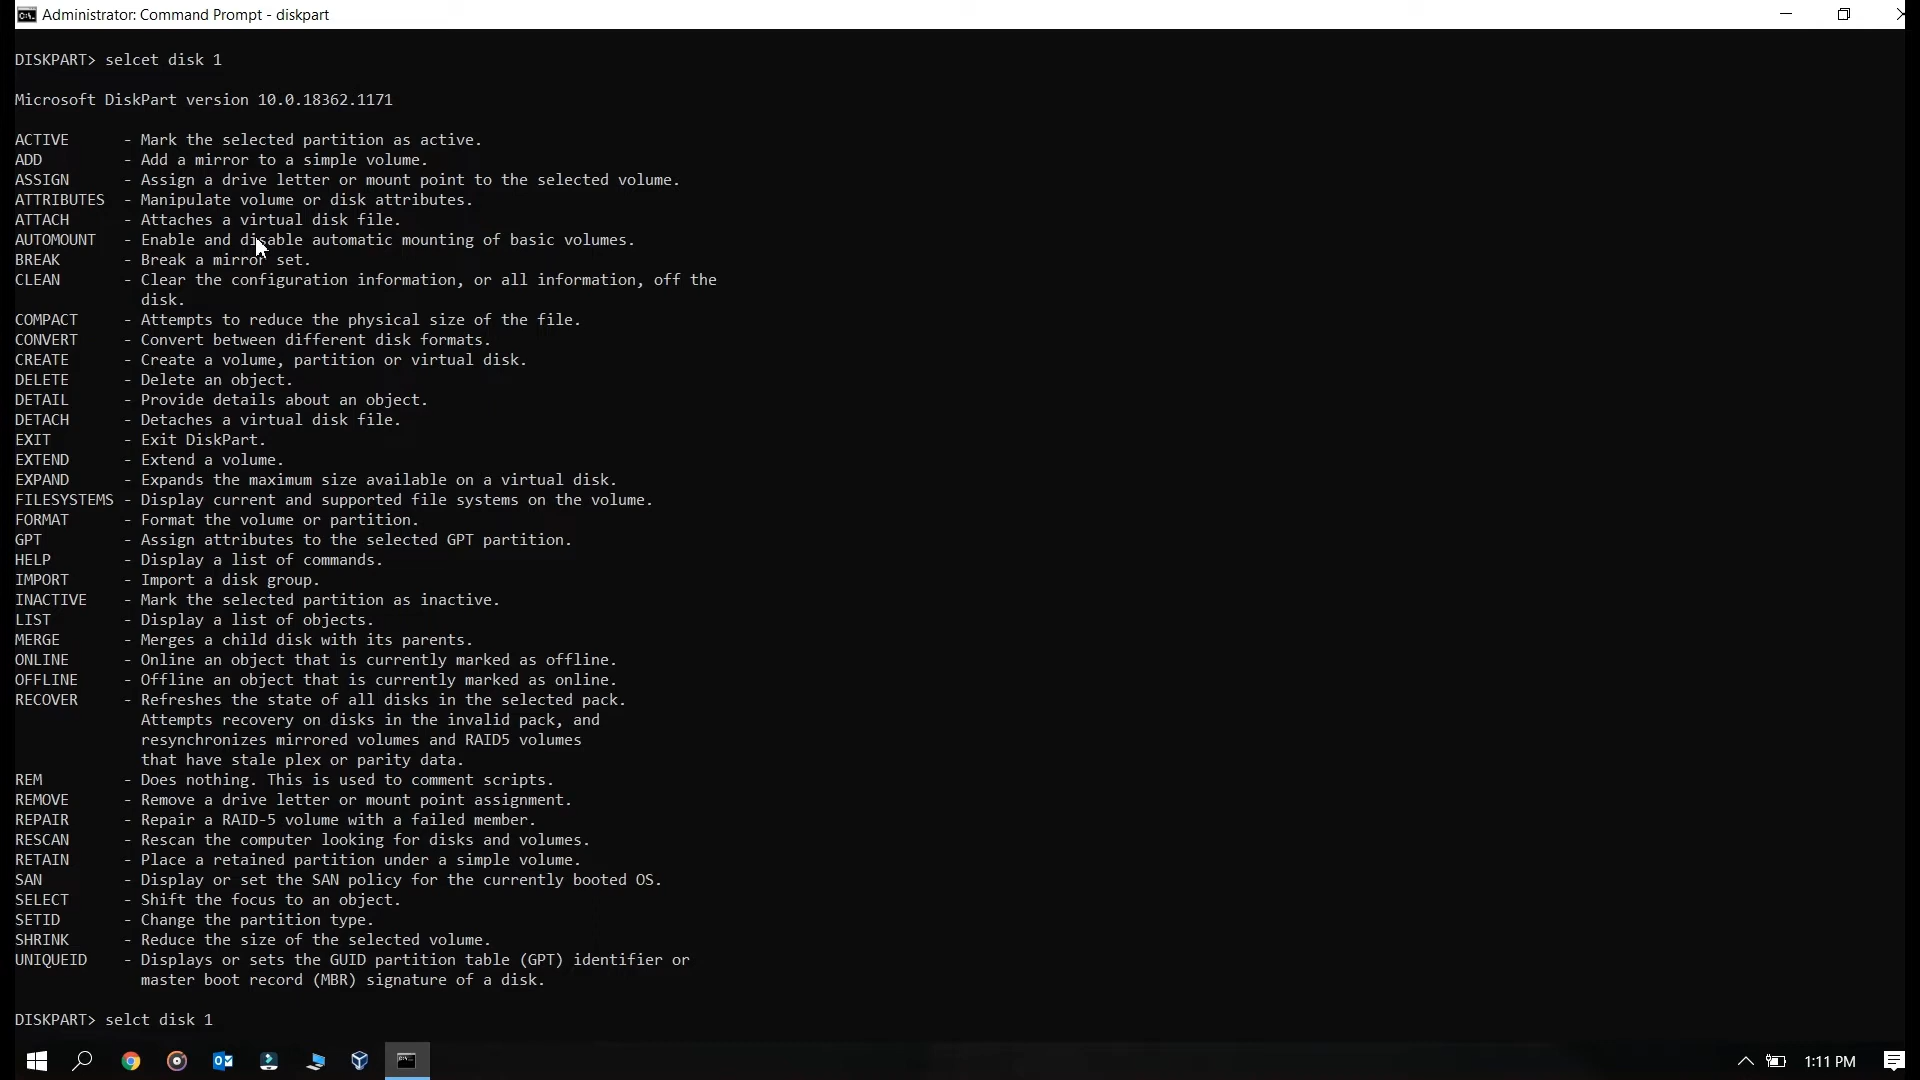 Administrator: Command Prompt - diskpart
DISKPART> selcet disk 1
Microsoft DiskPart version 10.0.18362.1171
ACTIVE - Mark the selected partition as active.
ADD - Add a mirror to a simple volume.
ASSIGN - Assign a drive letter or mount point to the selected volume.
ATTRIBUTES - Manipulate volume or disk attributes.
ATTACH - Attaches a virtual disk file.
AUTOMOUNT - Enable and disable automatic mounting of basic volumes.
BREAK - Break a mirror set.
CLEAN - Clear the configuration information, or all information, off the
disk.
COMPACT - Attempts to reduce the physical size of the file.
CONVERT - Convert between different disk formats.
CREATE - Create a volume, partition or virtual disk.
DELETE - Delete an object.
DETAIL - Provide details about an object.
DETACH - Detaches a virtual disk file.
EXIT - Exit DiskPart.
EXTEND - Extend a volume.
EXPAND - Expands the maximum size available on a virtual disk.
FILESYSTEMS - Display current and supported file systems on the volume.
FORMAT - Format the volume or partition.
GPT - Assign attributes to the selected GPT partition.
HELP - Display a list of commands.
IMPORT - Import a disk group.
INACTIVE - Mark the selected partition as inactive.
LIST - Display a list of objects.
MERGE - Merges a child disk with its parents.
ONLINE - Online an object that is currently marked as offline.
OFFLINE - Offline an object that is currently marked as online.
RECOVER - Refreshes the state of all disks in the selected pack.
Attempts recovery on disks in the invalid pack, and
resynchronizes mirrored volumes and RAID5 volumes
that have stale plex or parity data.
REM - Does nothing. This is used to comment scripts.
REMOVE - Remove a drive letter or mount point assignment.
REPAIR - Repair a RAID-5 volume with a failed member.
RESCAN - Rescan the computer looking for disks and volumes.
RETAIN - Place a retained partition under a simple volume.
SAN - Display or set the SAN policy for the currently booted OS.
SELECT - Shift the focus to an object.
SETID - Change the partition type.
SHRINK - Reduce the size of the selected volume.
UNIQUEID - Displays or sets the GUID partition table (GPT) identifier or
master boot record (MBR) signature of a disk.
DISKPART> selct disk 1
1:11 PM